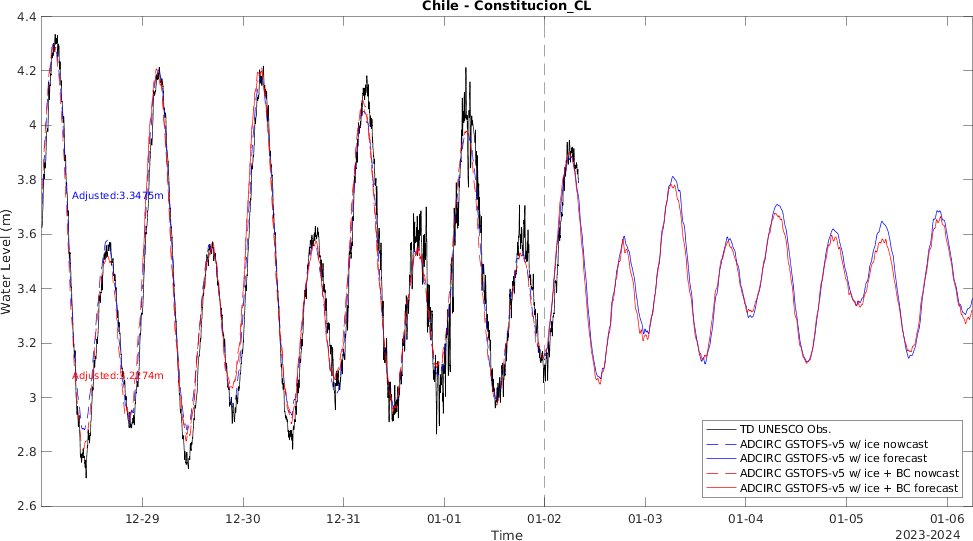 Chile - Constitucion_CL
4.4
4.2
4
3.8
3.6
3.4
3.2
3
2.8
2.6
Water Level (m)
Adjusted:3.3475m
Adjusted:3.2274m
TD UNESCO Obs.
ADCIRC GSTOFS-v5 w/ ice nowcast
ADCIRC GSTOFS-v5 w/ ice forecast
ADCIRC GSTOFS-v5 w/ ice + BC nowcast
ADCIRC GSTOFS-v5 w/ ice + BC forecast
12-29 12-30 12-31 01-01 01-02 01-03 01-04 01-05 01-06
Time
2023-2024